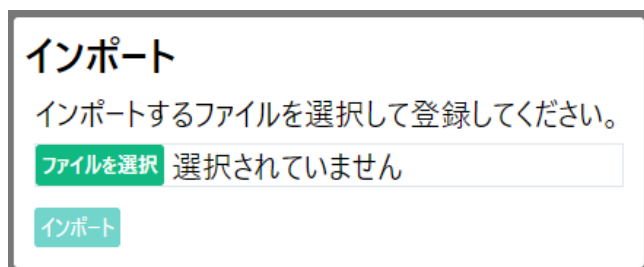 インポート
インポートするファイルを選択して登録してください。
ファイルを選択 選択されていません
インポート